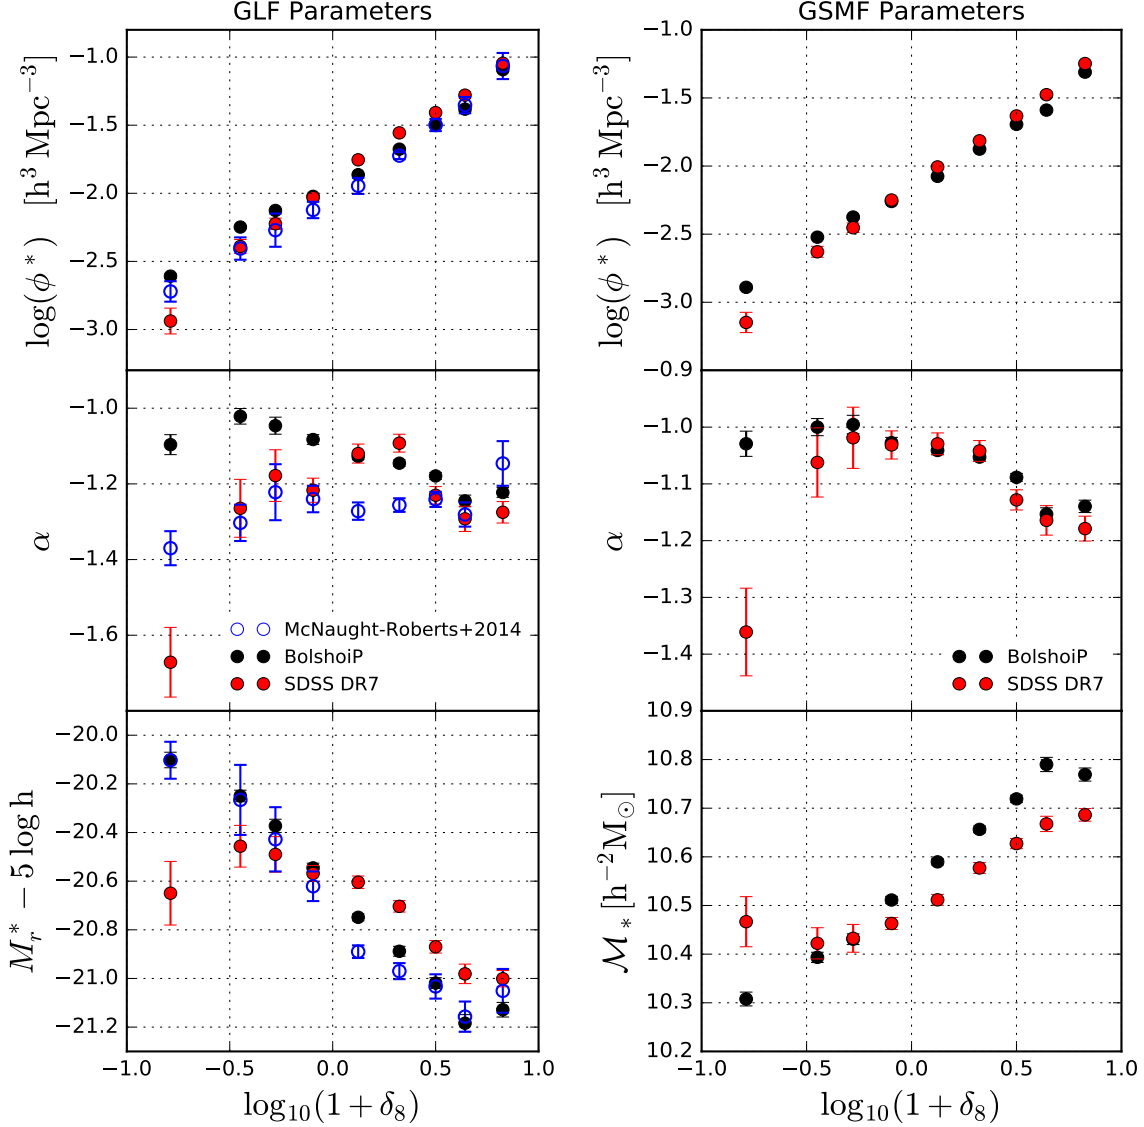 GLF Parameters
log(φ*) [h³ Mpc⁻³]
−1.0
−1.5
−2.0
−2.5
−3.0
α
−1.0
−1.2
−1.4
−1.6
McNaught-Roberts+2014
BolshoiP
SDSS DR7
M*ᵣ − 5 log h
−20.0
−20.2
−20.4
−20.6
−20.8
−21.0
−21.2
−1.0 −0.5 0.0 0.5 1.0
log₁₀(1 + δ₈)
GSMF Parameters
log(φ*) [h³ Mpc⁻³]
−1.0
−1.5
−2.0
−2.5
−3.0
α
−0.9
−1.0
−1.1
−1.2
−1.3
−1.4
BolshoiP
SDSS DR7
ℳ* [h⁻²M⊙]
10.9
10.8
10.7
10.6
10.5
10.4
10.3
10.2
−1.0 −0.5 0.0 0.5 1.0
log₁₀(1 + δ₈)